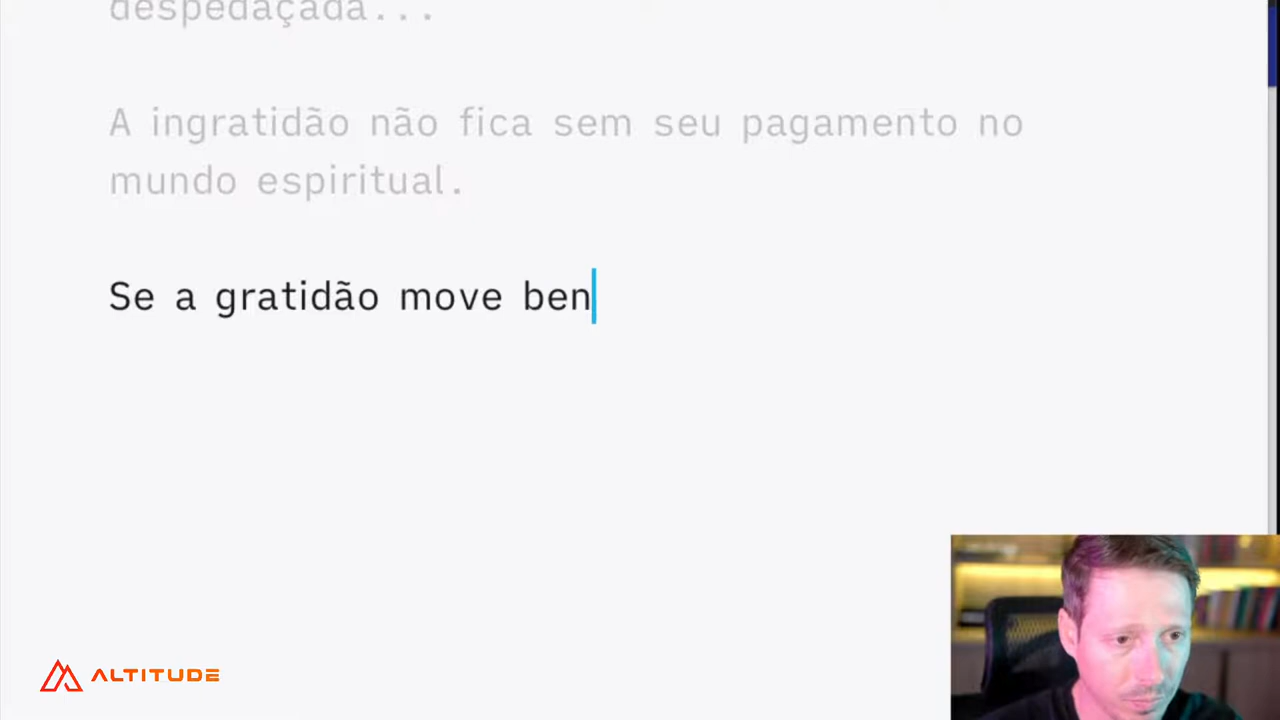 despedaçada...
A ingratidão não fica sem seu pagamento no
mundo espiritual.
Se a gratidão move ben
ALTITUDE